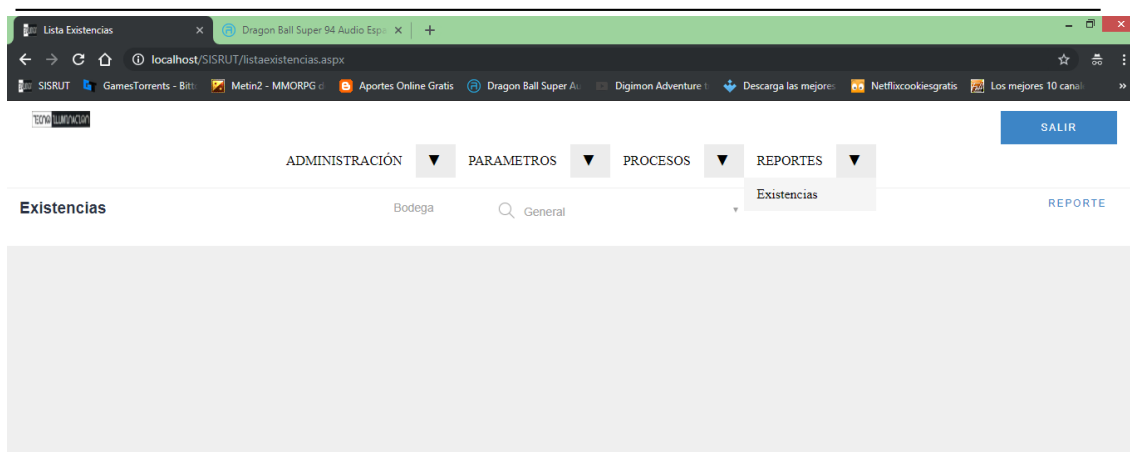 Lista Existencias
Dragon Ball Super 94 Audio Espa
localhost/SISRUT/listaexistencias.aspx
SISRUT GamesTorrents - Bitt Metin2 - MMORPG d Aportes Online Gratis Dragon Ball Super Au Digimon Adventure t Descarga las mejores Netflixcookiesgratis Los mejores 10 canal »
TECNO ILUMINACION
SALIR
ADMINISTRACIÓN ▼ PARAMETROS ▼ PROCESOS ▼ REPORTES ▼
Existencias
Existencias Bodega General REPORTE